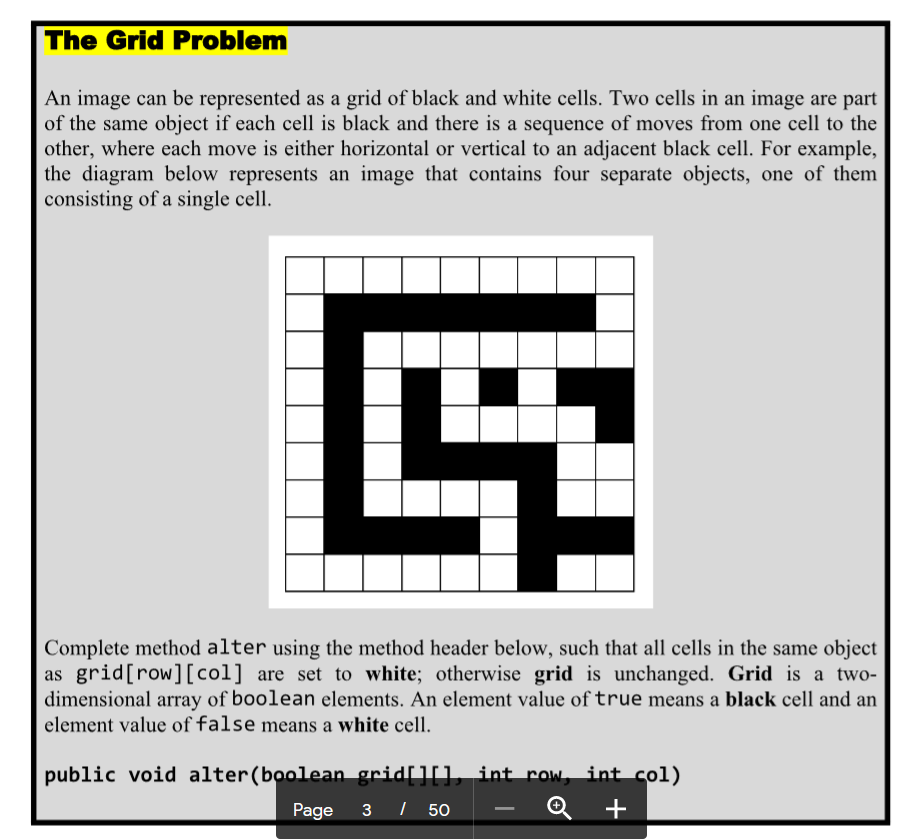 The Grid Problem
An image can be represented as a grid of black and white cells. Two cells in an image are part
of the same object if each cell is black and there is a sequence of moves from one cell to the
other, where each move is either horizontal or vertical to an adjacent black cell. For example,
the diagram below represents an image that contains four separate objects, one of them
consisting of a single cell.
Complete method alter using the method header below, such that all cells in the same object
as grid[row][col] are set to white; otherwise grid is unchanged. Grid is a two-
dimensional array of boolean elements. An element value of true means a black cell and an
element value of false means a white cell.
public void alter(boolean grid[][], int row, int col)
Page 3 / 50